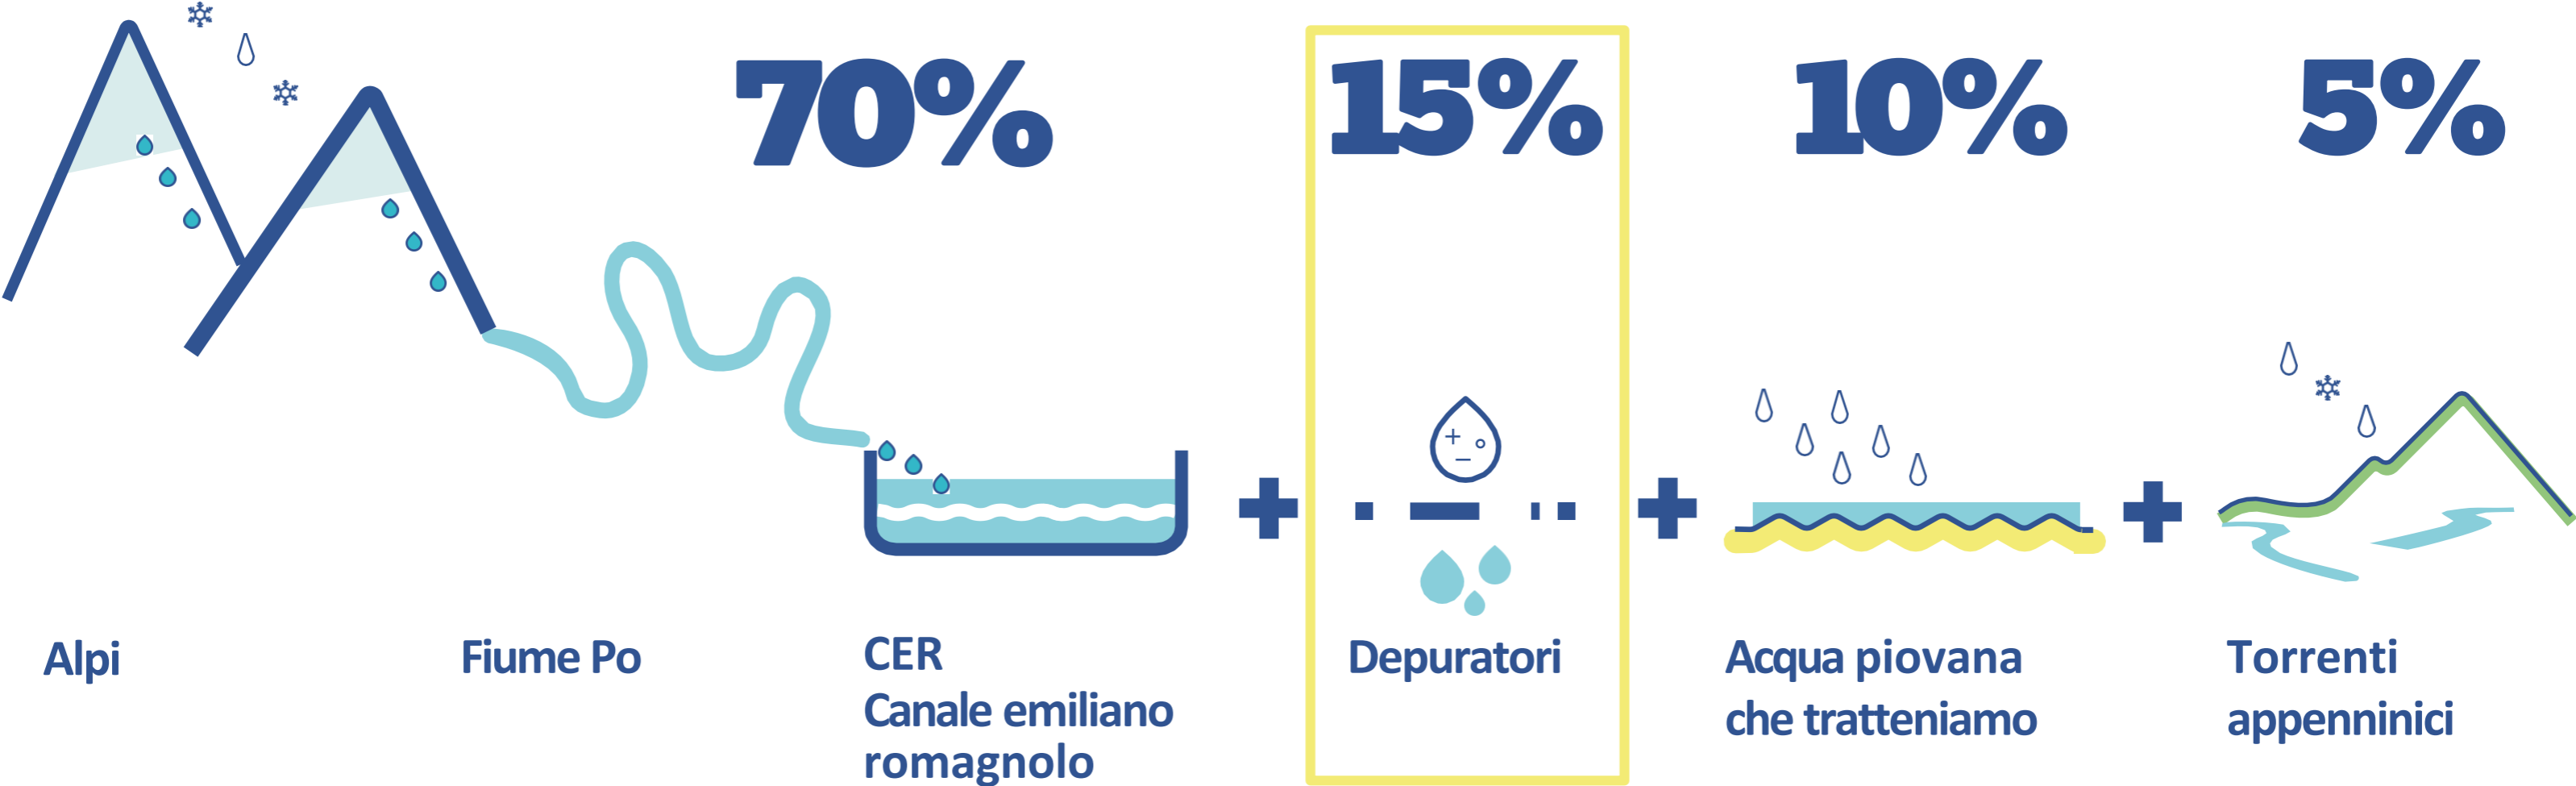 70%
15%
10%
5%
Alpi
Fiume Po
CER
Canale emiliano
romagnolo
Depuratori
Acqua piovana
che tratteniamo
Torrenti
appenninici